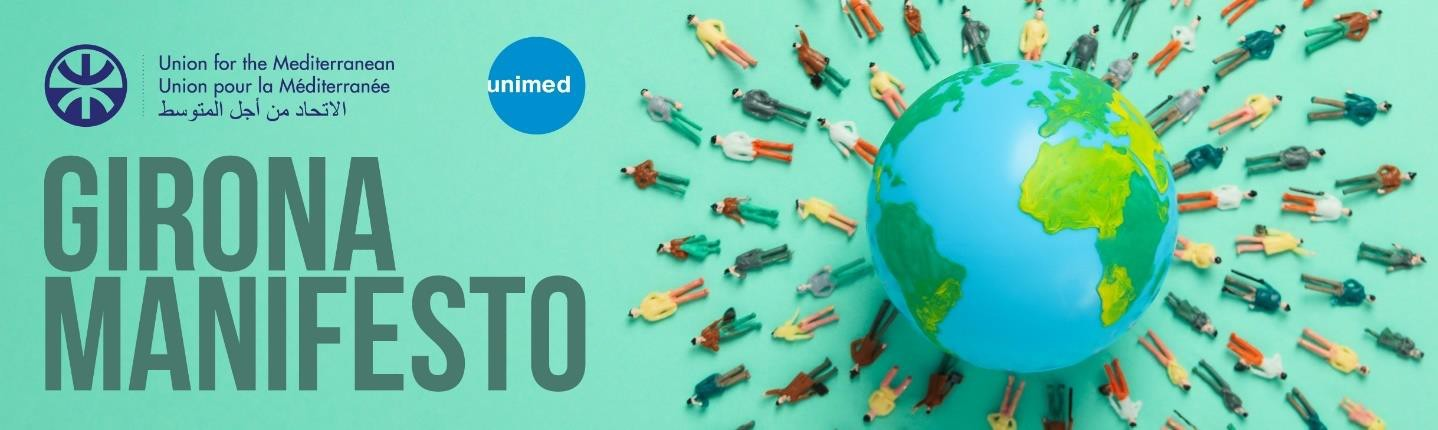 Union for the Mediterranean
Union pour la Méditerranée
الاتحاد من أجل المتوسط
unimed
GIRONA
MANIFESTO